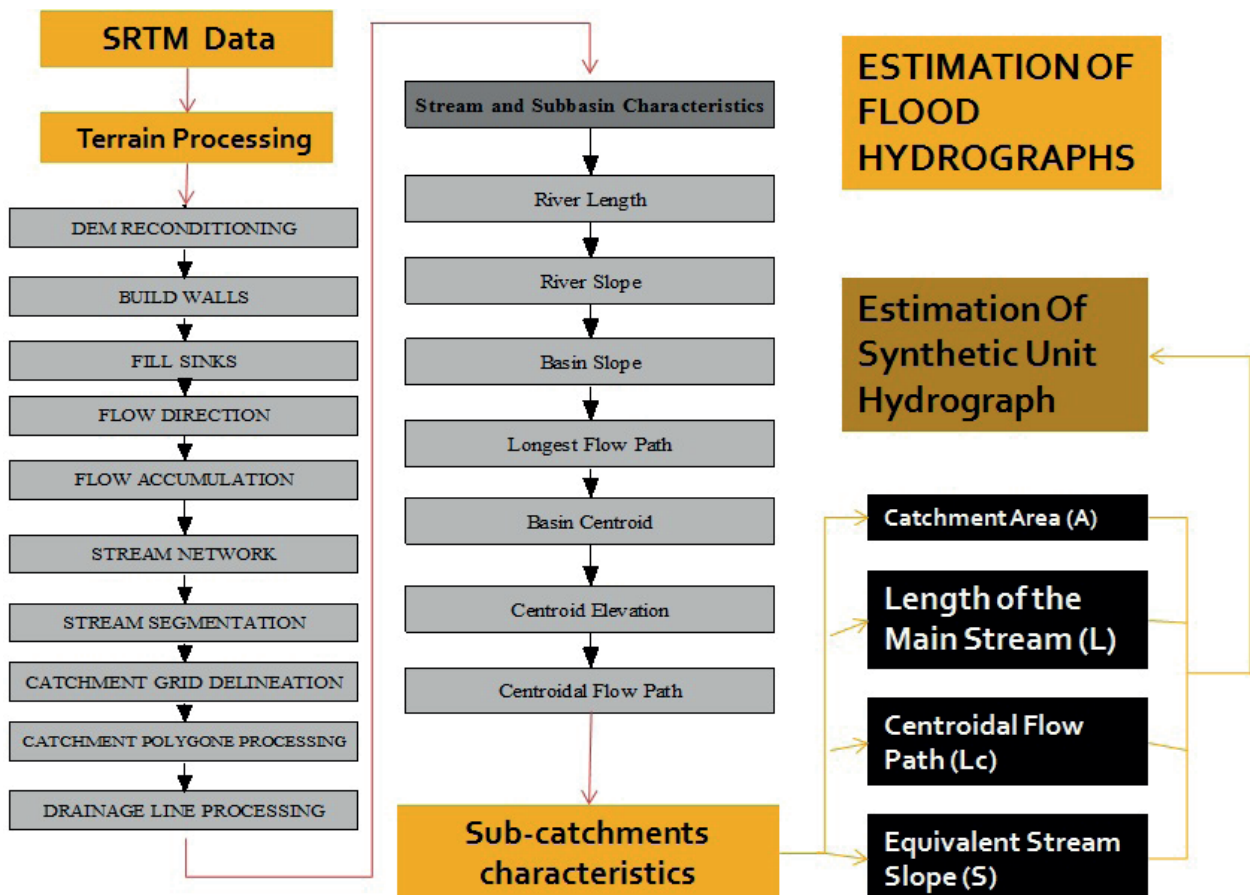 SRTM Data
Terrain Processing
DEM RECONDITIONING
BUILD WALLS
FILL SINKS
FLOW DIRECTION
FLOW ACCUMULATION
STREAM NETWORK
STREAM SEGMENTATION
CATCHMENT GRID DELINEATION
CATCHMENT POLYGONE PROCESSING
DRAINAGE LINE PROCESSING
Stream and Subbasin Characteristics
River Length
River Slope
Basin Slope
Longest Flow Path
Basin Centroid
Centroid Elevation
Centroidal Flow Path
Sub-catchments
characteristics
ESTIMATION OF
FLOOD
HYDROGRAPHS
Estimation Of
Synthetic Unit
Hydrograph
Catchment Area (A)
Length of the
Main Stream (L)
Centroidal Flow
Path (Lc)
Equivalent Stream
Slope (S)